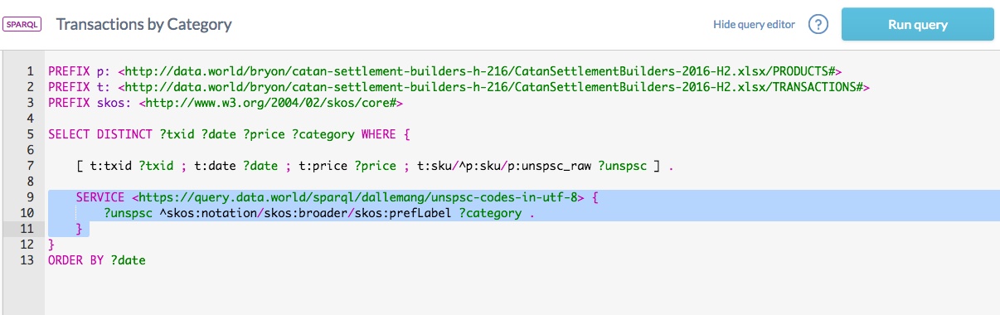 SPARQL Transactions by Category Hide query editor ? Run query
1 PREFIX p: <http://data.world/bryon/catan-settlement-builders-h-216/CatanSettlementBuilders-2016-H2.xlsx/PRODUCTS#>
2 PREFIX t: <http://data.world/bryon/catan-settlement-builders-h-216/CatanSettlementBuilders-2016-H2.xlsx/TRANSACTIONS#>
3 PREFIX skos: <http://www.w3.org/2004/02/skos/core#>
4
5 SELECT DISTINCT ?txid ?date ?price ?category WHERE {
6
7 [ t:txid ?txid ; t:date ?date ; t:price ?price ; t:sku/^p:sku/p:unspsc_raw ?unspsc ] .
8
9 SERVICE <https://query.data.world/sparql/dallemang/unspsc-codes-in-utf-8> {
10 ?unspsc ^skos:notation/skos:broader/skos:prefLabel ?category .
11 }
12 }
13 ORDER BY ?date